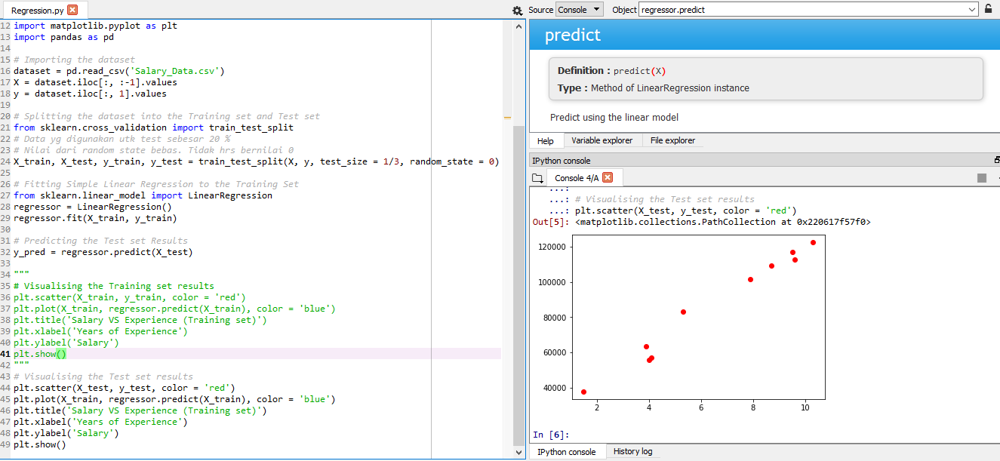 Regression.py
12 import matplotlib.pyplot as plt
13 import pandas as pd
14
15 # Importing the dataset
16 dataset = pd.read_csv('Salary_Data.csv')
17 X = dataset.iloc[:, :-1].values
18 y = dataset.iloc[:, 1].values
19
20 # Splitting the dataset into the Training set and Test set
21 from sklearn.cross_validation import train_test_split
22 # Data yg digunakan utk test sebesar 20 %
23 # Nilai dari random state bebas. Tidak hrs bernilai 0
24 X_train, X_test, y_train, y_test = train_test_split(X, y, test_size = 1/3, random_state = 0)
25
26 # Fitting Simple Linear Regression to the Training Set
27 from sklearn.linear_model import LinearRegression
28 regressor = LinearRegression()
29 regressor.fit(X_train, y_train)
30
31 # Predicting the Test set Results
32 y_pred = regressor.predict(X_test)
33
34 """
35 # Visualising the Training set results
36 plt.scatter(X_train, y_train, color = 'red')
37 plt.plot(X_train, regressor.predict(X_train), color = 'blue')
38 plt.title('Salary VS Experience (Training set)')
39 plt.xlabel('Years of Experience')
40 plt.ylabel('Salary')
41 plt.show()
42 """
43 # Visualising the Test set results
44 plt.scatter(X_test, y_test, color = 'red')
45 plt.plot(X_train, regressor.predict(X_train), color = 'blue')
46 plt.title('Salary VS Experience (Training set)')
47 plt.xlabel('Years of Experience')
48 plt.ylabel('Salary')
49 plt.show()
Source Console Object regressor.predict
predict
Definition : predict(X)
Type : Method of LinearRegression instance
Predict using the linear model
Help Variable explorer File explorer
IPython console
Console 4/A
...:
...: # Visualising the Test set results
...: plt.scatter(X_test, y_test, color = 'red')
Out[5]: <matplotlib.collections.PathCollection at 0x220617f57f0>
120000
100000
80000
60000
40000
2 4 6 8 10
In [6]:
IPython console History log